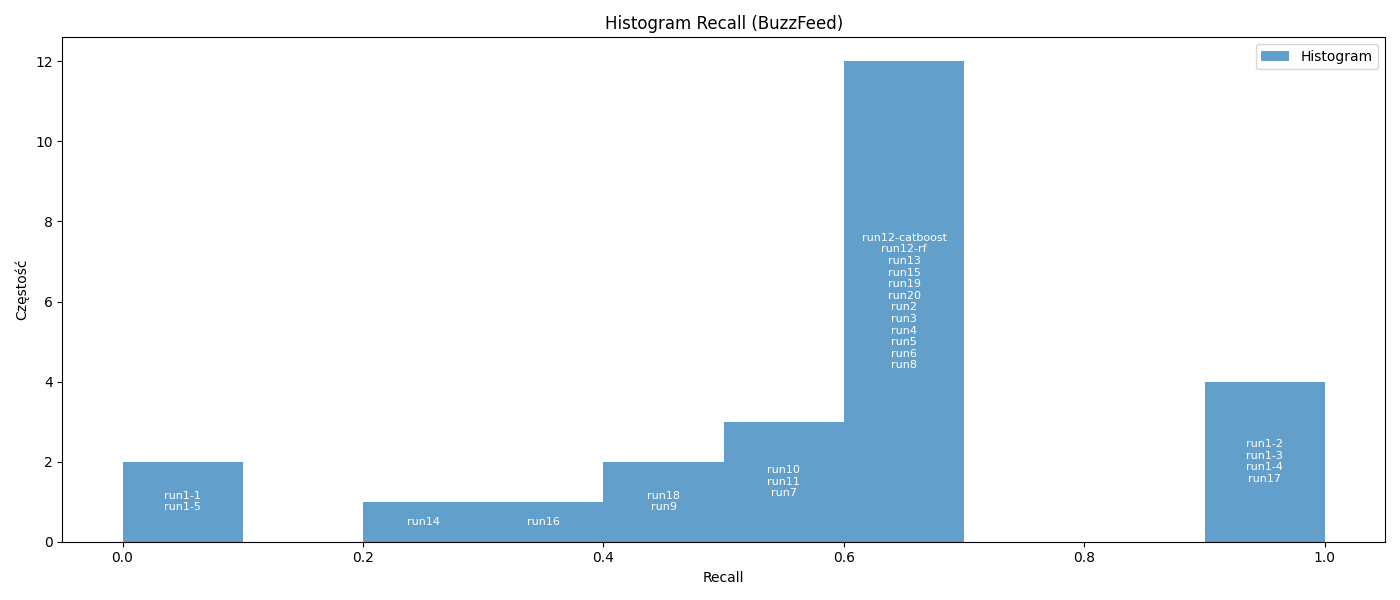 Histogram Recall (BuzzFeed)
Histogram
Częstość
12
10
8
6
4
2
0
run1-1
run1-5
run14
run16
run18
run9
run10
run11
run7
run12-catboost
run12-rf
run13
run15
run19
run20
run2
run3
run4
run5
run6
run8
run1-2
run1-3
run1-4
run17
0.0 0.2 0.4 0.6 0.8 1.0
Recall